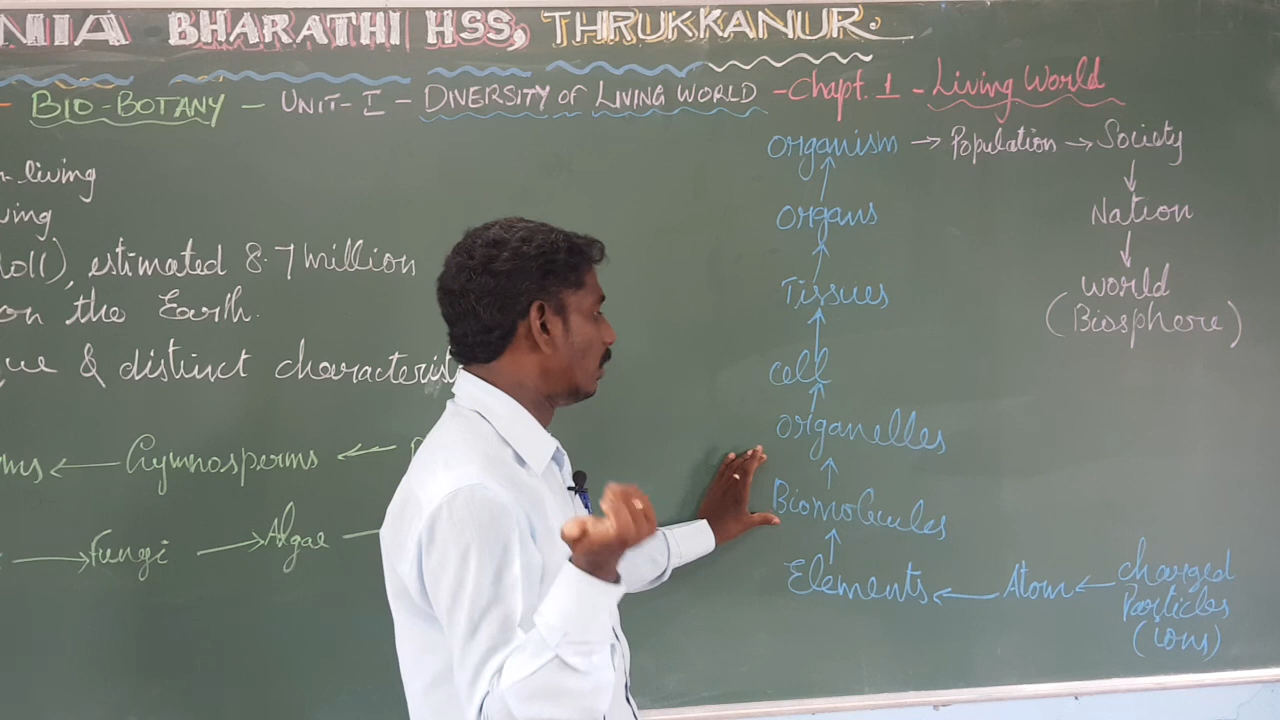 NIA BHARATHI HSS, THRUKKANUR.
- BIO-BOTANY - UNIT-I - DIVERSITY OF LIVING WORLD - Chapt. 1 - Living World
living
estimated 8.7 million
on the Earth.
& distinct
Gymnosperms
Fungi → Algae
Organism → Population → Society
Organs
Nation
Tissues
World
(Biosphere)
Cell
Organelles
Biomolecules
Elements ← Atom ← charged
Particles
(ions)